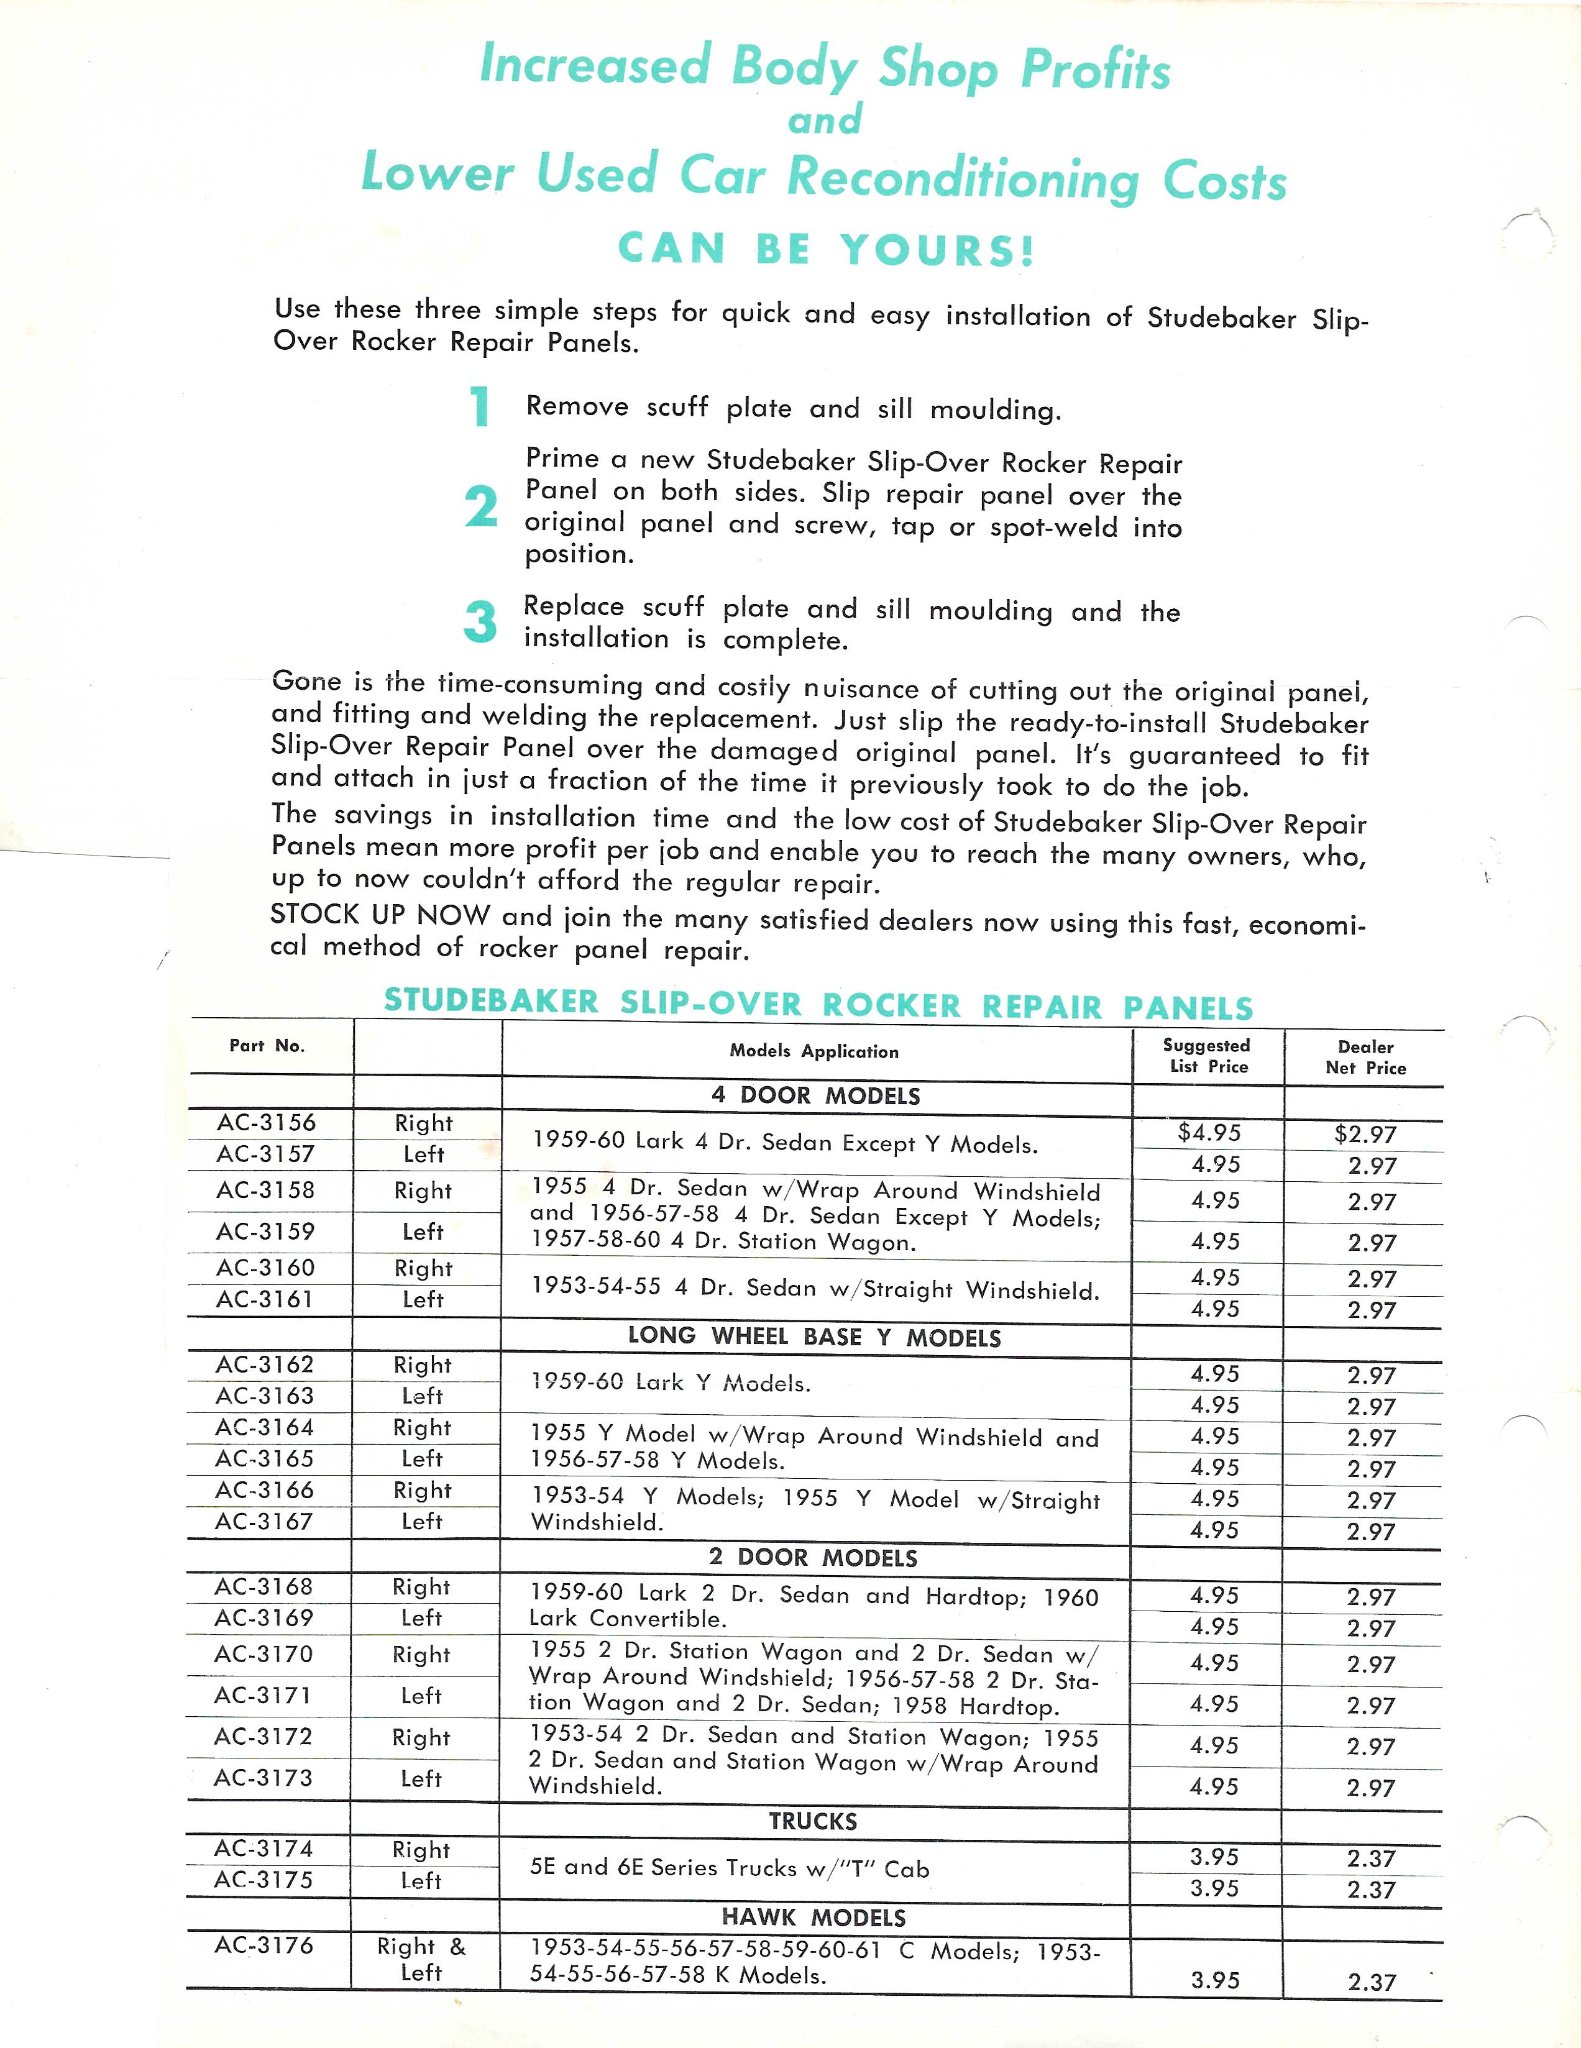 Increased Body Shop Profits
and
Lower Used Car Reconditioning Costs
CAN BE YOURS!
Use these three simple steps for quick and easy installation of Studebaker Slip-
Over Rocker Repair Panels.
1 Remove scuff plate and sill moulding.
2 Prime a new Studebaker Slip-Over Rocker Repair
Panel on both sides. Slip repair panel over the
original panel and screw, tap or spot-weld into
position.
3 Replace scuff plate and sill moulding and the
installation is complete.
Gone is the time-consuming and costly nuisance of cutting out the original panel,
and fitting and welding the replacement. Just slip the ready-to-install Studebaker
Slip-Over Repair Panel over the damaged original panel. It's guaranteed to fit
and attach in just a fraction of the time it previously took to do the job.
The savings in installation time and the low cost of Studebaker Slip-Over Repair
Panels mean more profit per job and enable you to reach the many owners, who,
up to now couldn't afford the regular repair.
STOCK UP NOW and join the many satisfied dealers now using this fast, economi-
cal method of rocker panel repair.
STUDEBAKER SLIP-OVER ROCKER REPAIR PANELS
Part No. Models Application Suggested List Price Dealer Net Price
4 DOOR MODELS
AC-3156 Right $4.95 $2.97
1959-60 Lark 4 Dr. Sedan Except Y Models.
AC-3157 Left 4.95 2.97
AC-3158 Right 1955 4 Dr. Sedan w/Wrap Around Windshield 4.95 2.97
and 1956-57-58 4 Dr. Sedan Except Y Models;
AC-3159 Left 1957-58-60 4 Dr. Station Wagon. 4.95 2.97
AC-3160 Right 4.95 2.97
1953-54-55 4 Dr. Sedan w/Straight Windshield.
AC-3161 Left 4.95 2.97
LONG WHEEL BASE Y MODELS
AC-3162 Right 4.95 2.97
1959-60 Lark Y Models.
AC-3163 Left 4.95 2.97
AC-3164 Right 1955 Y Model w/Wrap Around Windshield and 4.95 2.97
AC-3165 Left 1956-57-58 Y Models. 4.95 2.97
AC-3166 Right 1953-54 Y Models; 1955 Y Model w/Straight 4.95 2.97
AC-3167 Left Windshield. 4.95 2.97
2 DOOR MODELS
AC-3168 Right 1959-60 Lark 2 Dr. Sedan and Hardtop; 1960 4.95 2.97
AC-3169 Left Lark Convertible. 4.95 2.97
AC-3170 Right 1955 2 Dr. Station Wagon and 2 Dr. Sedan w/ 4.95 2.97
Wrap Around Windshield; 1956-57-58 2 Dr. Sta-
AC-3171 Left tion Wagon and 2 Dr. Sedan; 1958 Hardtop. 4.95 2.97
AC-3172 Right 1953-54 2 Dr. Sedan and Station Wagon; 1955 4.95 2.97
2 Dr. Sedan and Station Wagon w/Wrap Around
AC-3173 Left Windshield. 4.95 2.97
TRUCKS
AC-3174 Right 3.95 2.37
5E and 6E Series Trucks w/"T" Cab
AC-3175 Left 3.95 2.37
HAWK MODELS
AC-3176 Right & 1953-54-55-56-57-58-59-60-61 C Models; 1953-
Left 54-55-56-57-58 K Models. 3.95 2.37